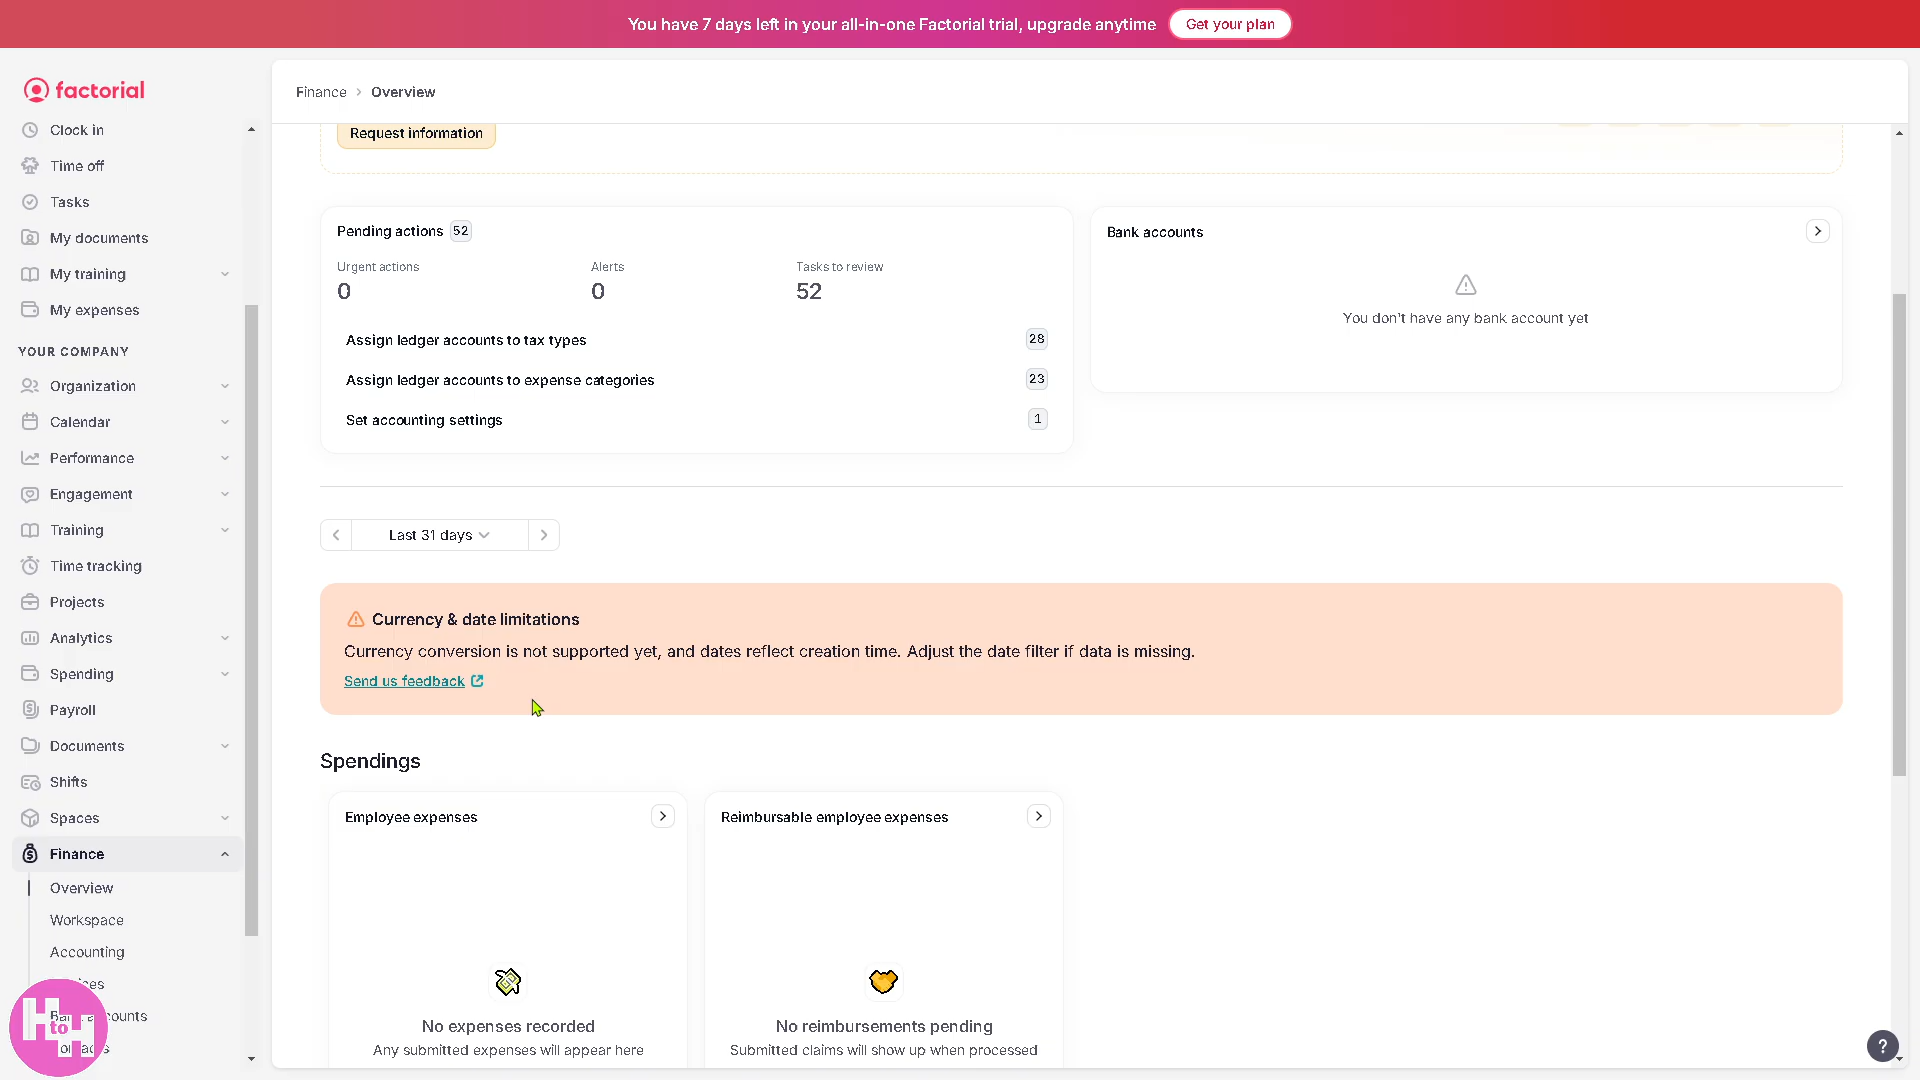 You have 7 days left in your all-in-one Factorial trial, upgrade anytime
Get your plan
factorial
Clock in
Time off
Tasks
My documents
My training
My expenses
YOUR COMPANY
Organization
Calendar
Performance
Engagement
Training
Time tracking
Projects
Analytics
Spending
Payroll
Documents
Shifts
Spaces
Finance
Overview
Workspace
Accounting
H to H
Finance > Overview
Request information
Pending actions 52
Urgent actions
0
Alerts
0
Tasks to review
52
Assign ledger accounts to tax types 28
Assign ledger accounts to expense categories 23
Set accounting settings 1
Bank accounts
You don't have any bank account yet
Last 31 days
Currency & date limitations
Currency conversion is not supported yet, and dates reflect creation time. Adjust the date filter if data is missing.
Send us feedback
Spendings
Employee expenses
No expenses recorded
Any submitted expenses will appear here
Reimbursable employee expenses
No reimbursements pending
Submitted claims will show up when processed
?